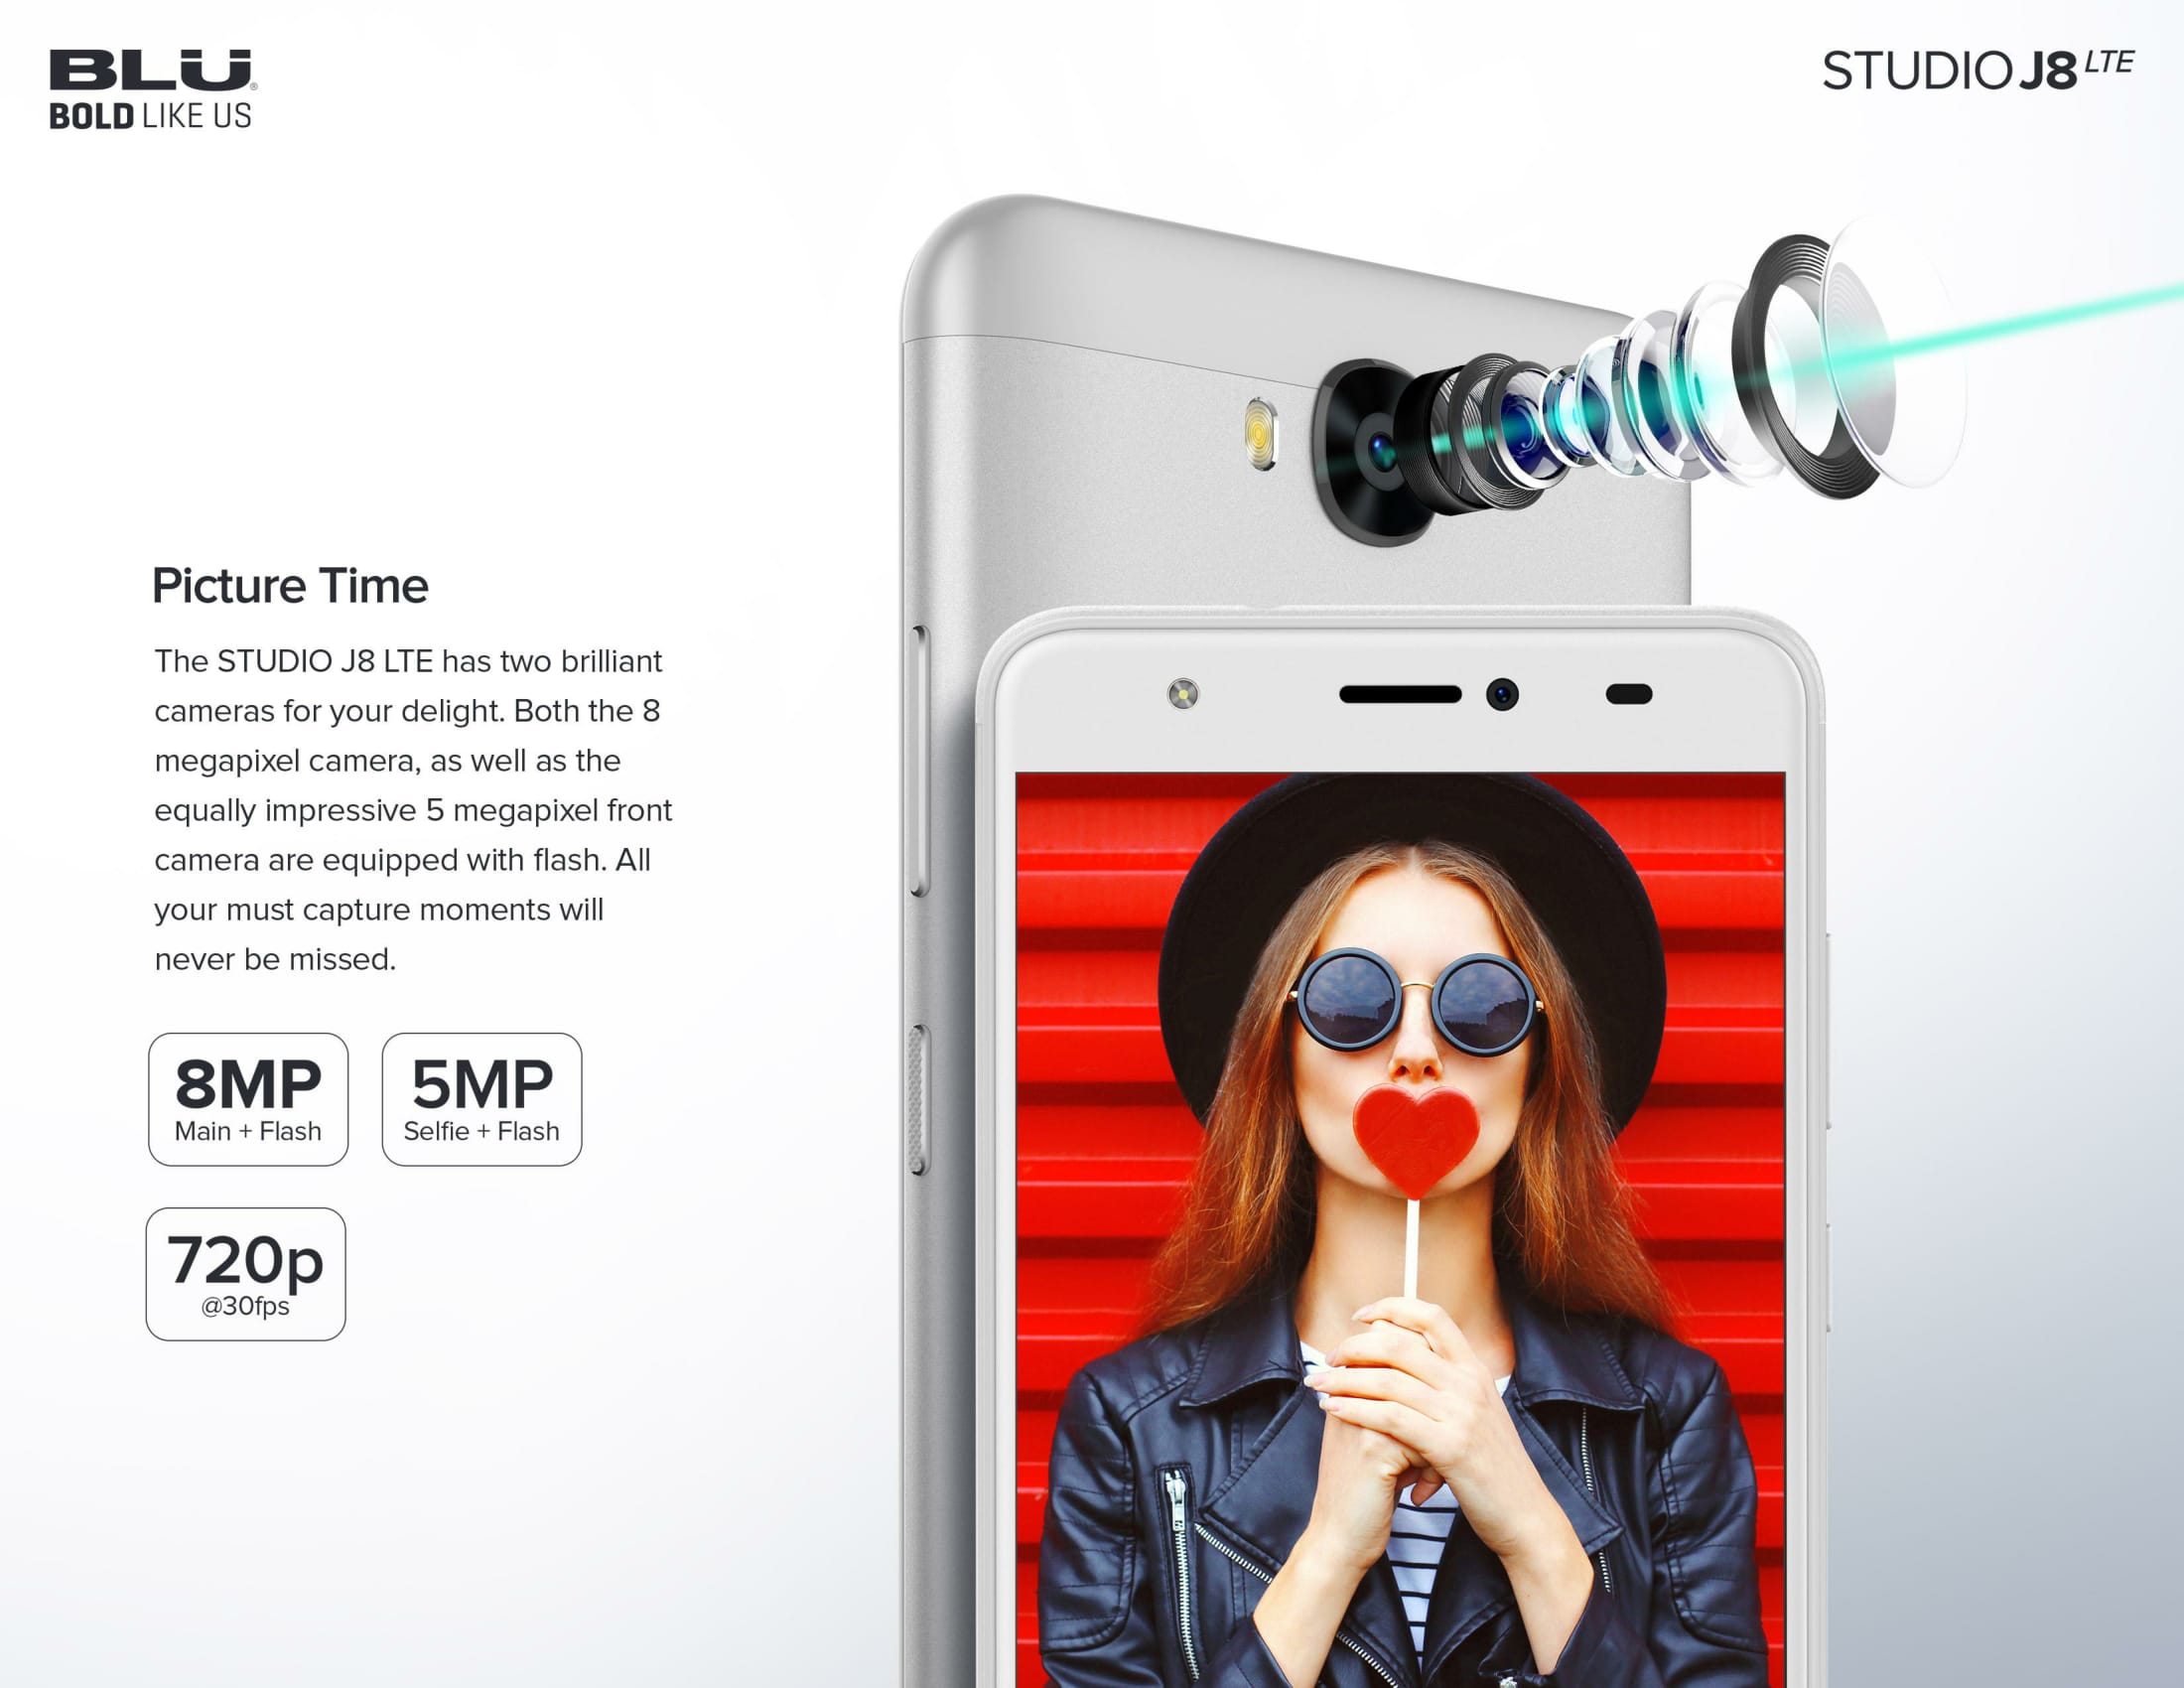 BLU®
BOLD LIKE US
STUDIO J8 LTE
Picture Time
The STUDIO J8 LTE has two brilliant
cameras for your delight. Both the 8
megapixel camera, as well as the
equally impressive 5 megapixel front
camera are equipped with flash. All
your must capture moments will
never be missed.
8MP
Main + Flash
5MP
Selfie + Flash
720p
@30fps